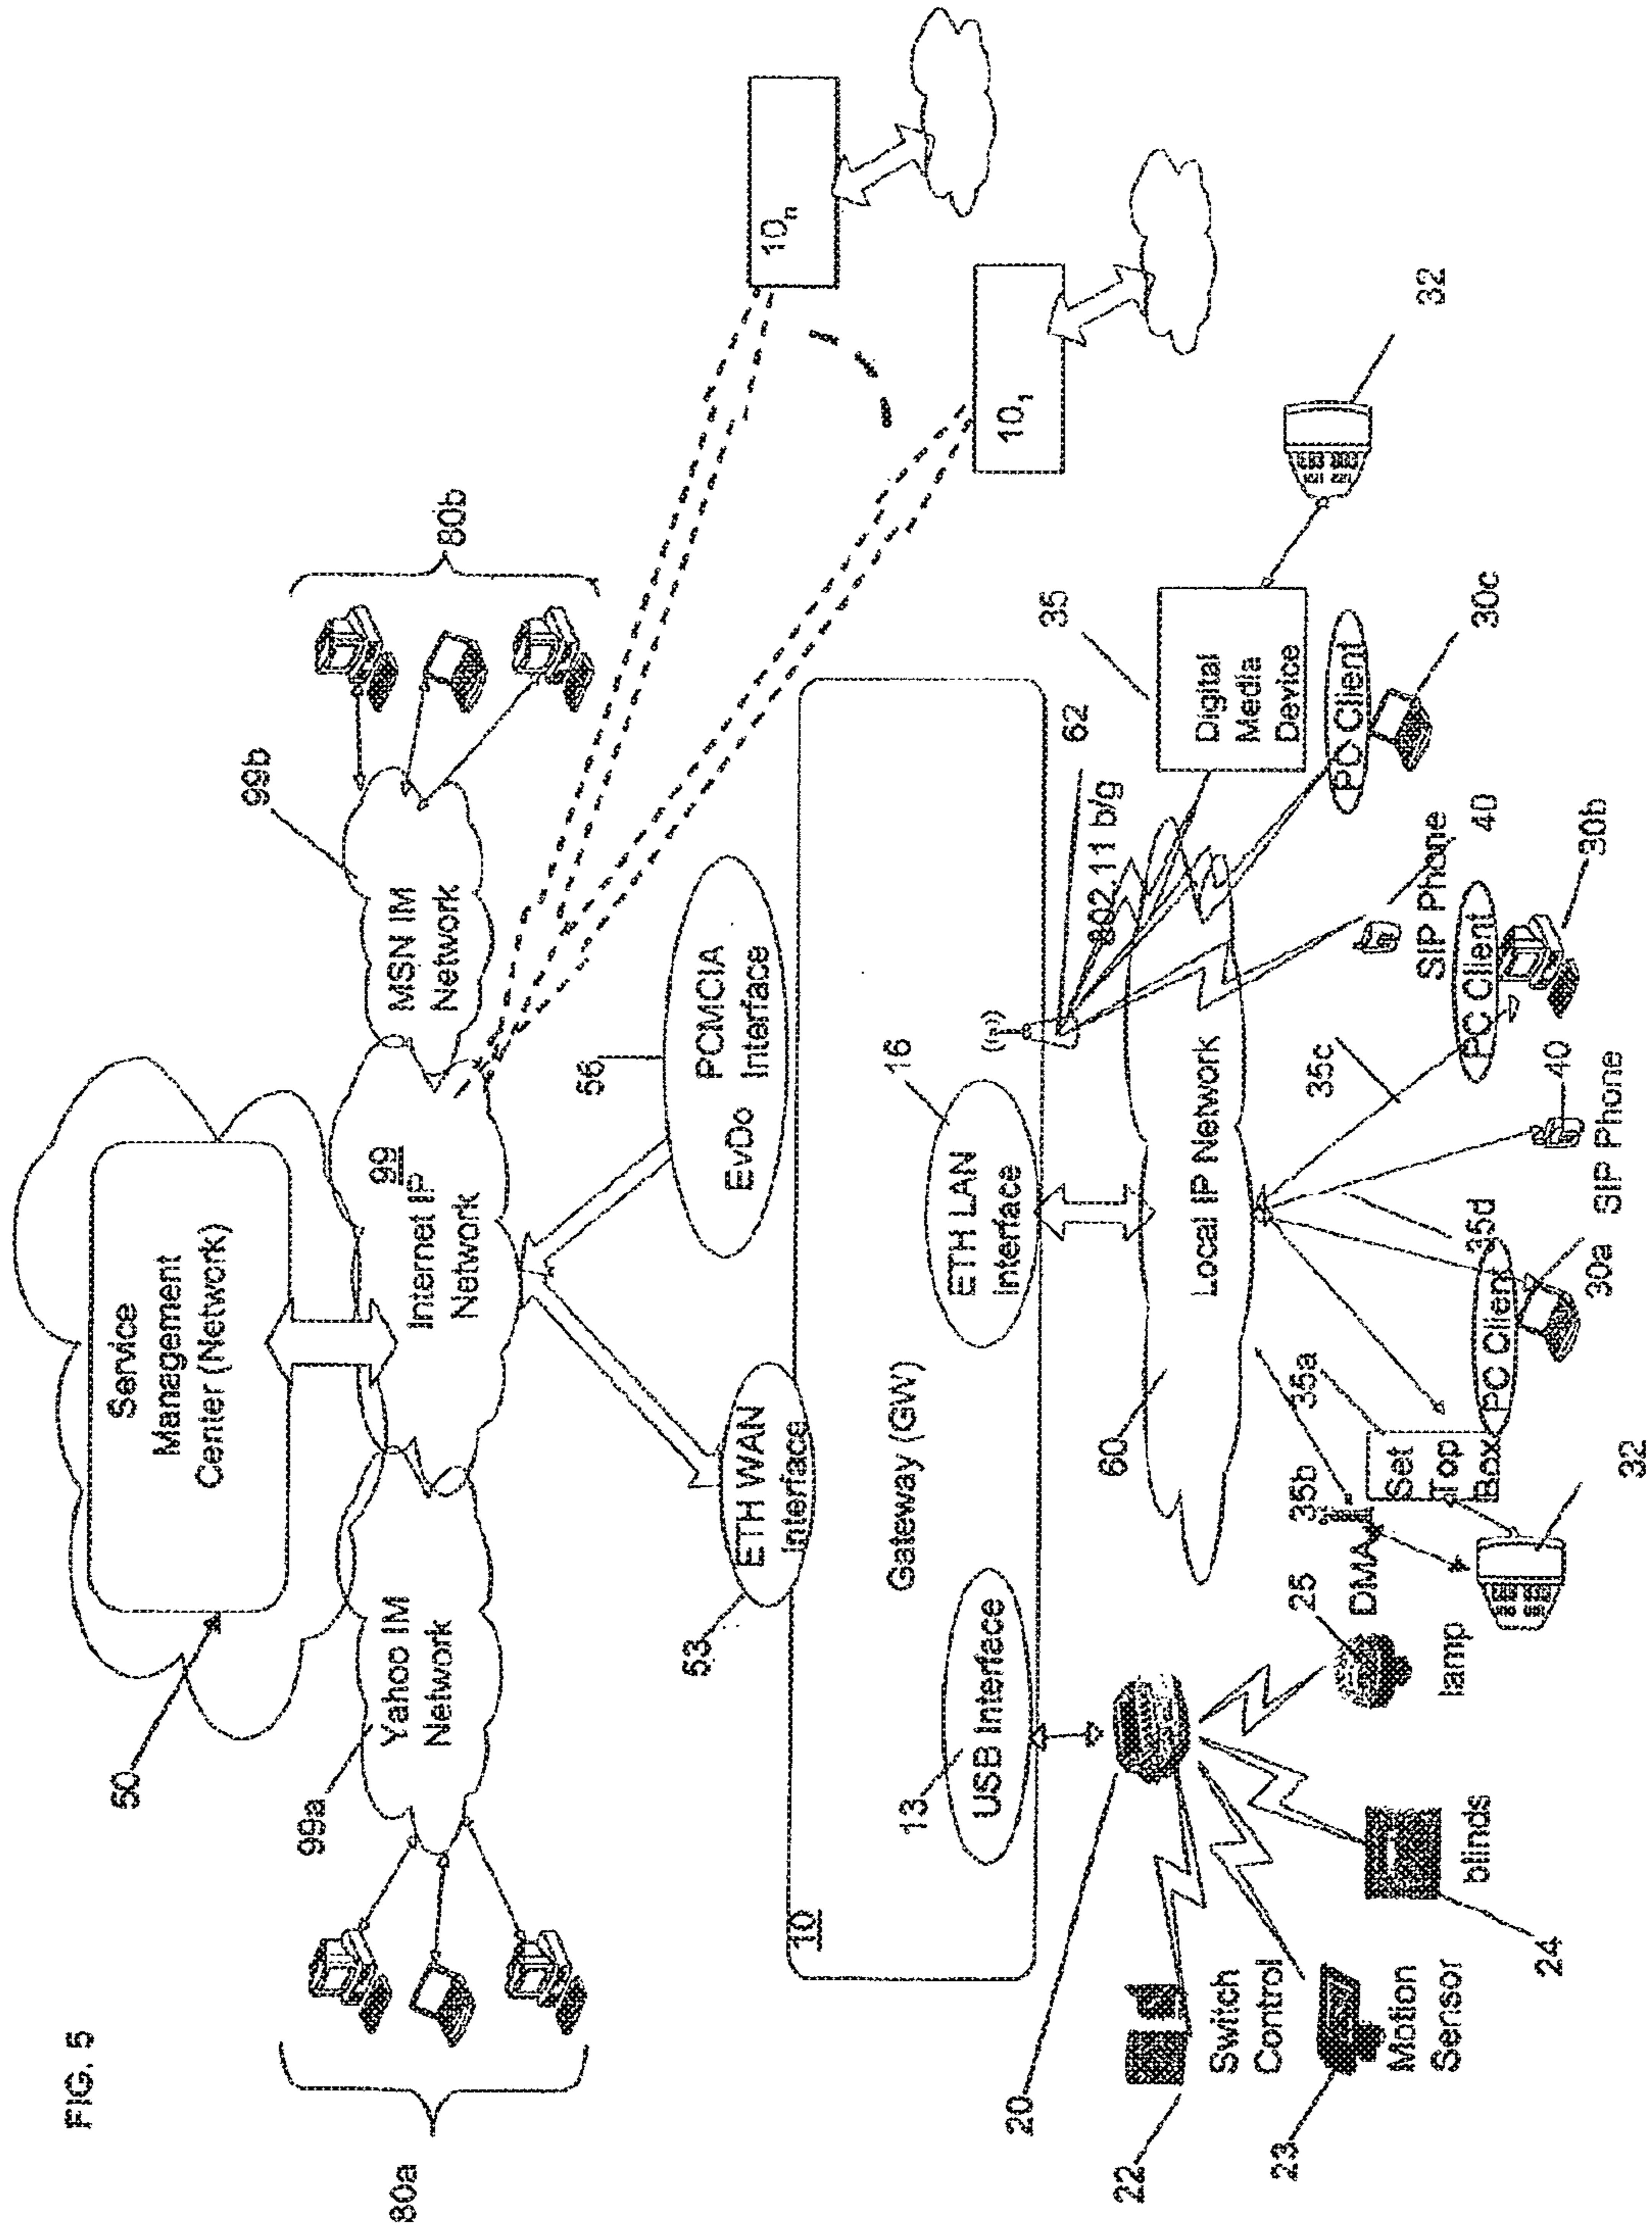 FIG. 5
80a
99a
50
Service
Management
Center (Network)
99
Internet IP
Network
Yahoo IM
Network
MSN IM
Network
99b
80b
53
ETH WAN
Interface
56
PCMCIA
EvDo Interface
10
Gateway (GW)
13
USB Interface
16
ETH LAN
Interface
62
802.11 b/g
10n
101
20
22
Switch
Control
23
Motion
Sensor
24
blinds
25
lamp
60
Local IP Network
35b
DMA
35a
Set
Top
Box
32
35d
PC Client
30a
40
SIP Phone
35c
PC Client
30b
SIP Phone
40
35
Digital
Media
Device
PC Client
30c
32